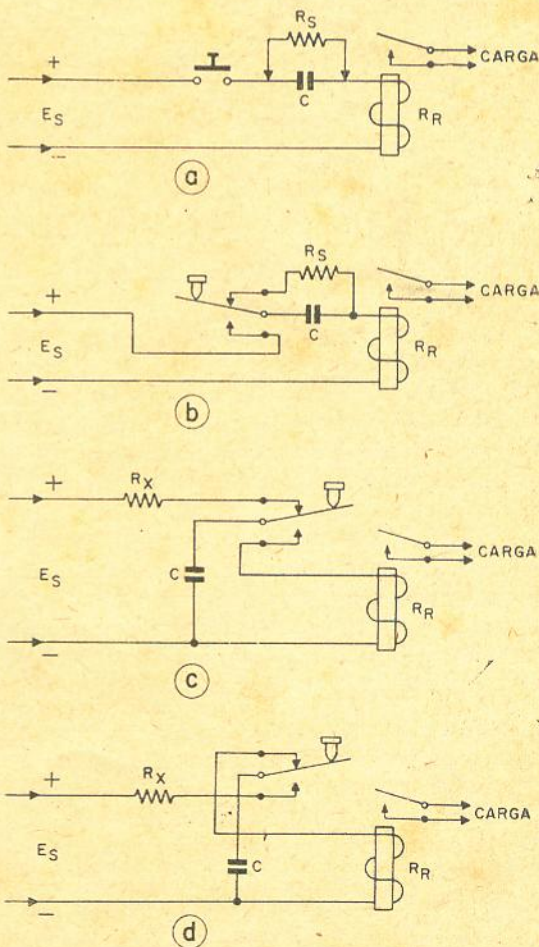 RS
+ C CARGA
ES RR
−
a
RS
+ C CARGA
ES RR
−
b
RX
+
C CARGA
ES RR
−
c
RX
+
CARGA
ES C RR
−
d